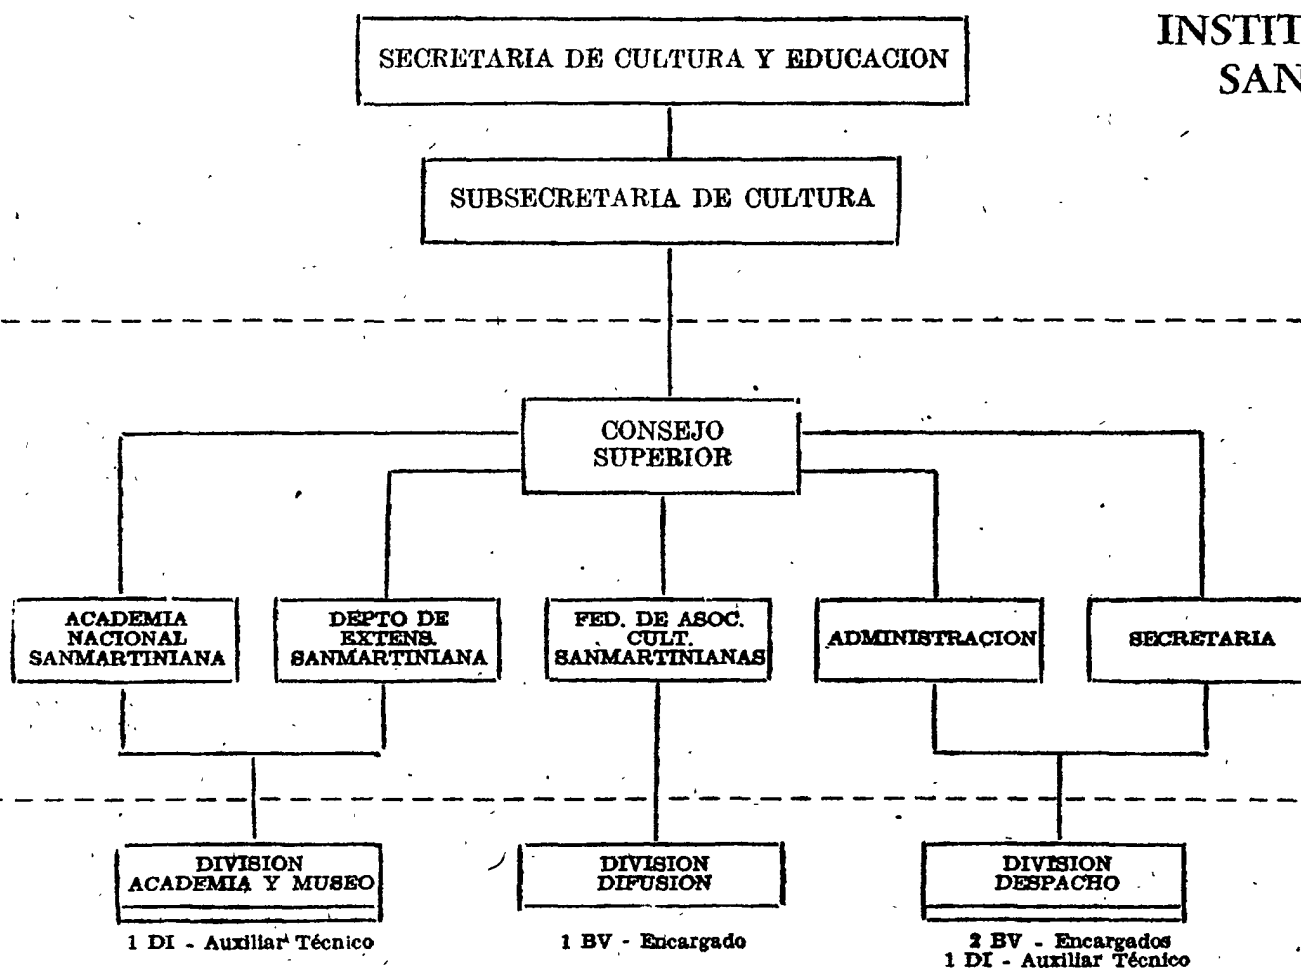 INSTIT
SAN
SECRETARIA DE CULTURA Y EDUCACION
SUBSECRETARIA DE CULTURA
CONSEJO
SUPERIOR
ACADEMIA
NACIONAL
SANMARTINIANA
DEPTO DE
EXTENS.
SANMARTINIANA
FED. DE ASOC.
CULT.
SANMARTINIANAS
ADMINISTRACION
SECRETARIA
DIVISION
ACADEMIA Y MUSEO
1 DI - Auxiliar Técnico
DIVISION
DIFUSION
1 BV - Encargado
DIVISION
DESPACHO
2 BV - Encargados
1 DI - Auxiliar Técnico